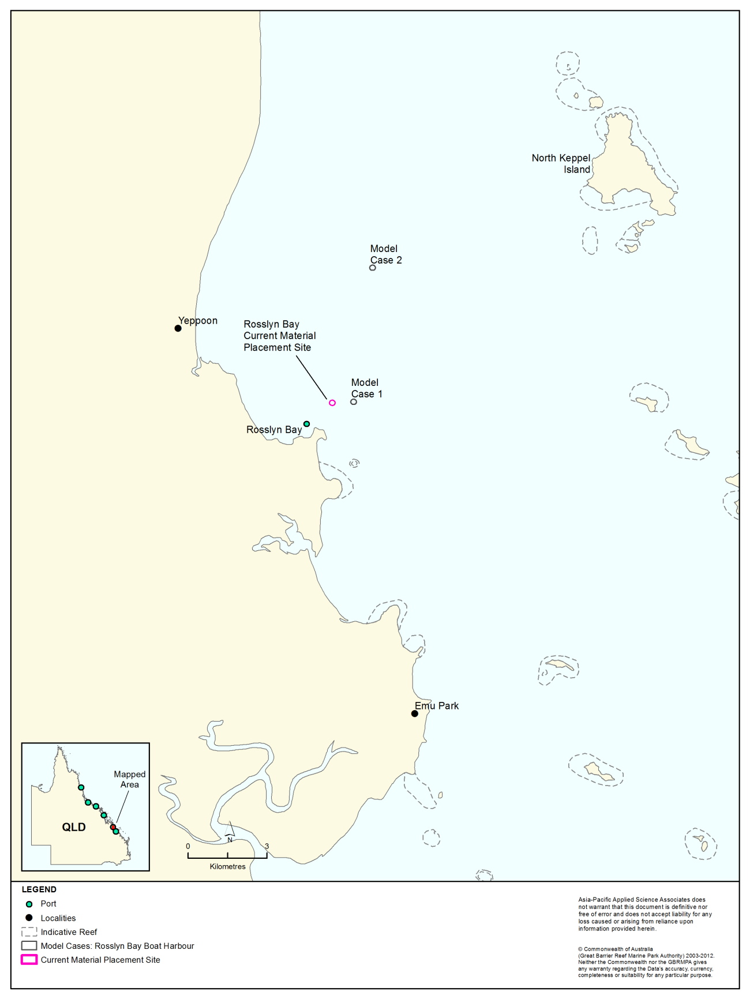 North Keppel
Island
Model
Case 2
Yeppoon
Rosslyn Bay
Current Material
Placement Site
Model
Case 1
Rosslyn Bay
Emu Park
Mapped
Area
QLD
N
0 3
Kilometres
LEGEND
Port
Localities
Indicative Reef
Model Cases: Rosslyn Bay Boat Harbour
Current Material Placement Site
Asia-Pacific Applied Science Associates does
not warrant that this document is definitive nor
free of error and does not accept liability for any
loss caused or arising from reliance upon
information provided herein.
© Commonwealth of Australia
(Great Barrier Reef Marine Park Authority) 2003-2012.
Neither the Commonwealth nor the GBRMPA gives
any warranty regarding the Data's accuracy, currency,
completeness or suitability for any particular purpose.